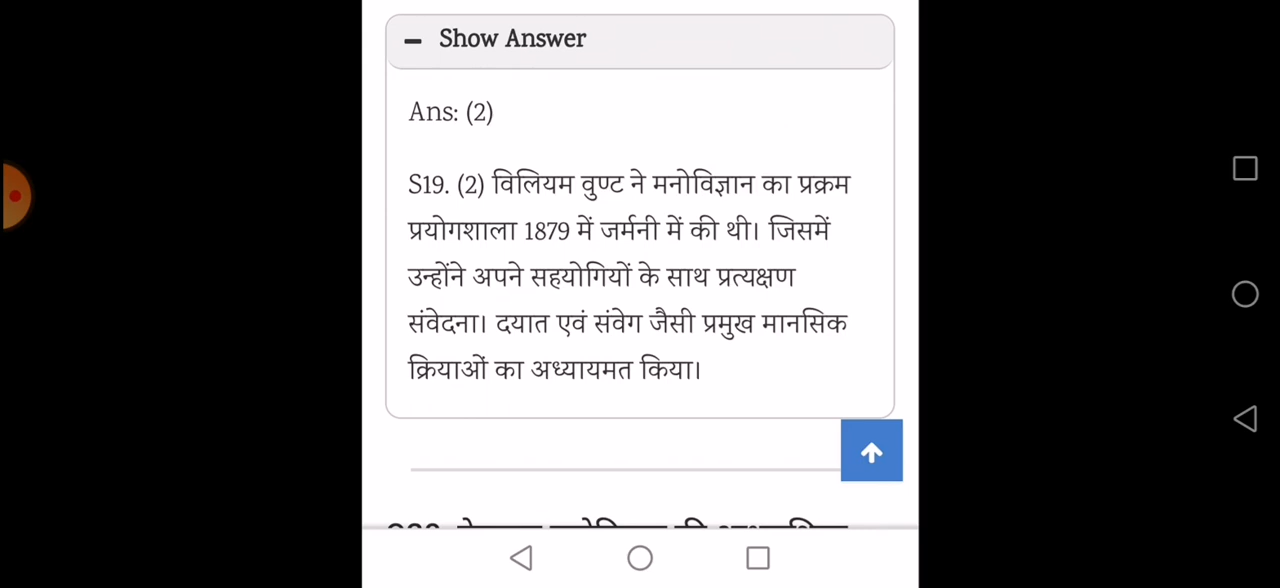 Show Answer
Ans: (2)
S19. (2) विलियम वुण्ट ने मनोविज्ञान का प्रक्रम
प्रयोगशाला 1879 में जर्मनी में की थी। जिसमें
उन्होंने अपने सहयोगियों के साथ प्रत्यक्षण
संवेदना। दयात एवं संवेग जैसी प्रमुख मानसिक
क्रियाओं का अध्यायमत किया।